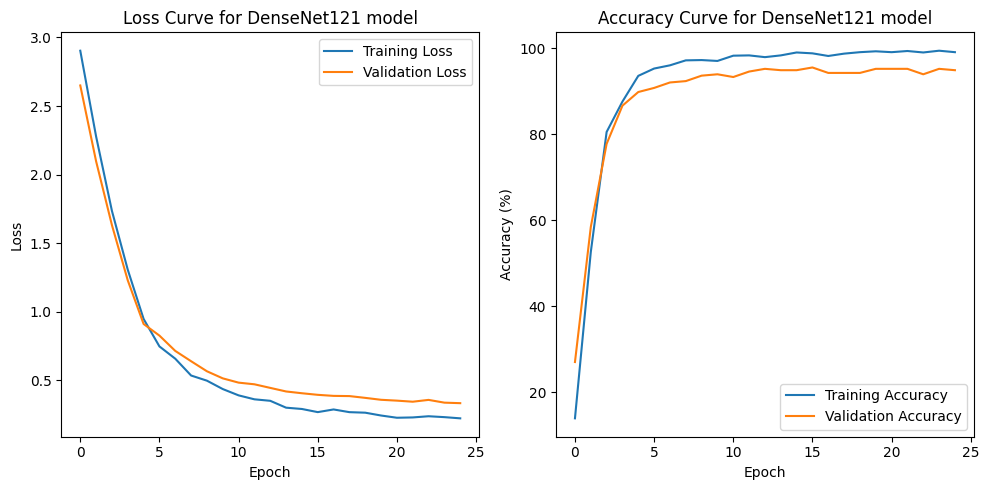 Loss Curve for DenseNet121 model
3.0
2.5
2.0
1.5
1.0
0.5
Loss
0 5 10 15 20 25
Epoch
Training Loss
Validation Loss
Accuracy Curve for DenseNet121 model
100
80
60
40
20
Accuracy (%)
0 5 10 15 20 25
Epoch
Training Accuracy
Validation Accuracy